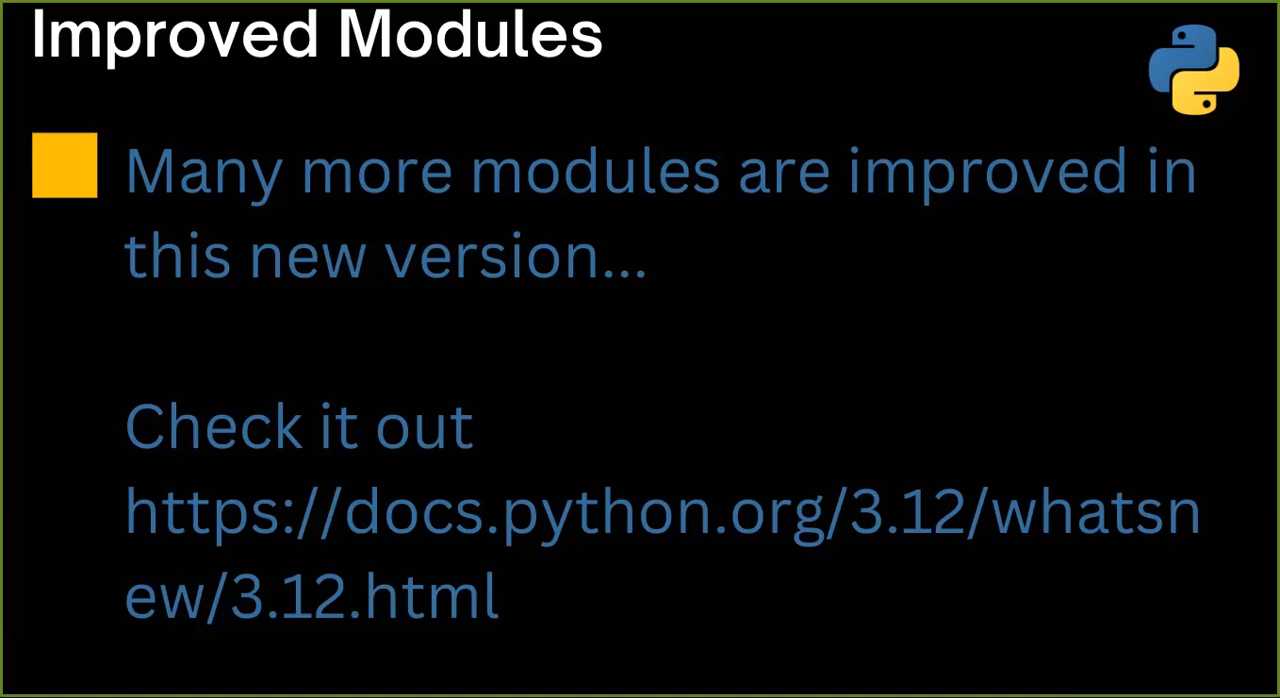 Improved Modules
Many more modules are improved in
this new version...
Check it out
https://docs.python.org/3.12/whatsn
ew/3.12.html